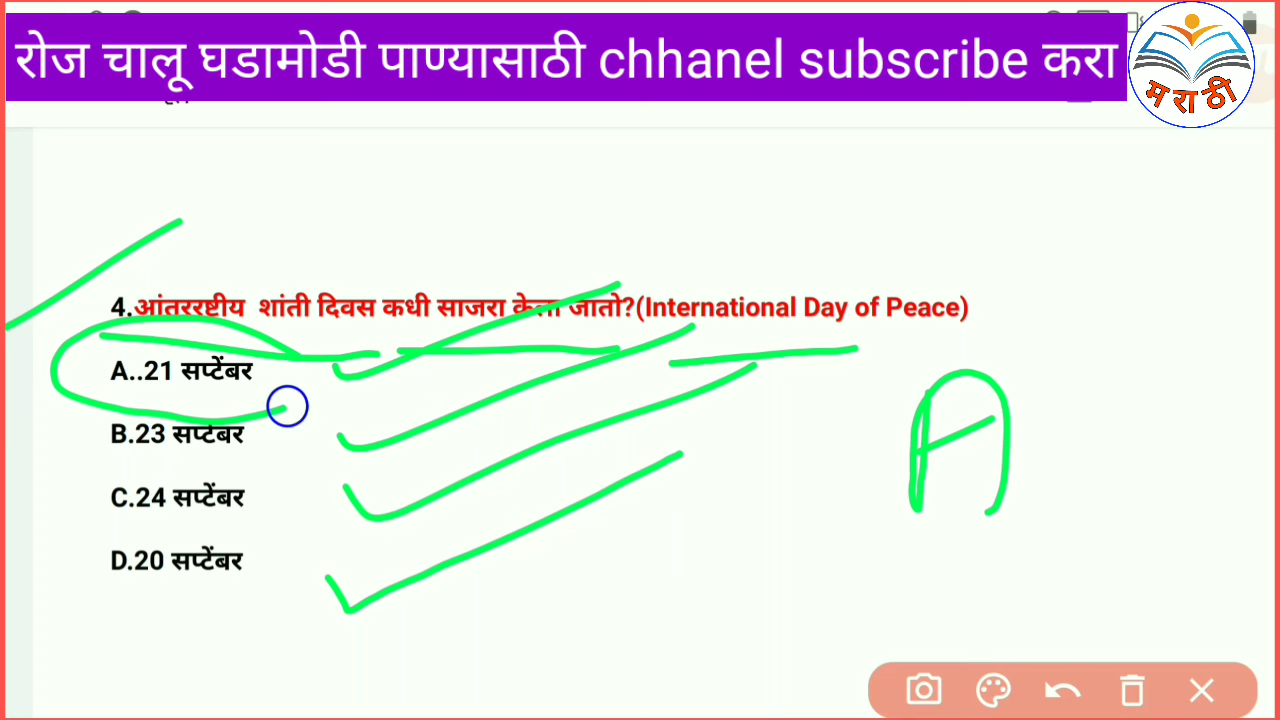 रोज चालू घडामोडी पाण्यासाठी chhanel subscribe करा
मराठी
4.आंतररष्टीय शांती दिवस कधी साजरा केला जातो?(International Day of Peace)
A..21 सप्टेंबर
B.23 सप्टेंबर
C.24 सप्टेंबर
D.20 सप्टेंबर
A